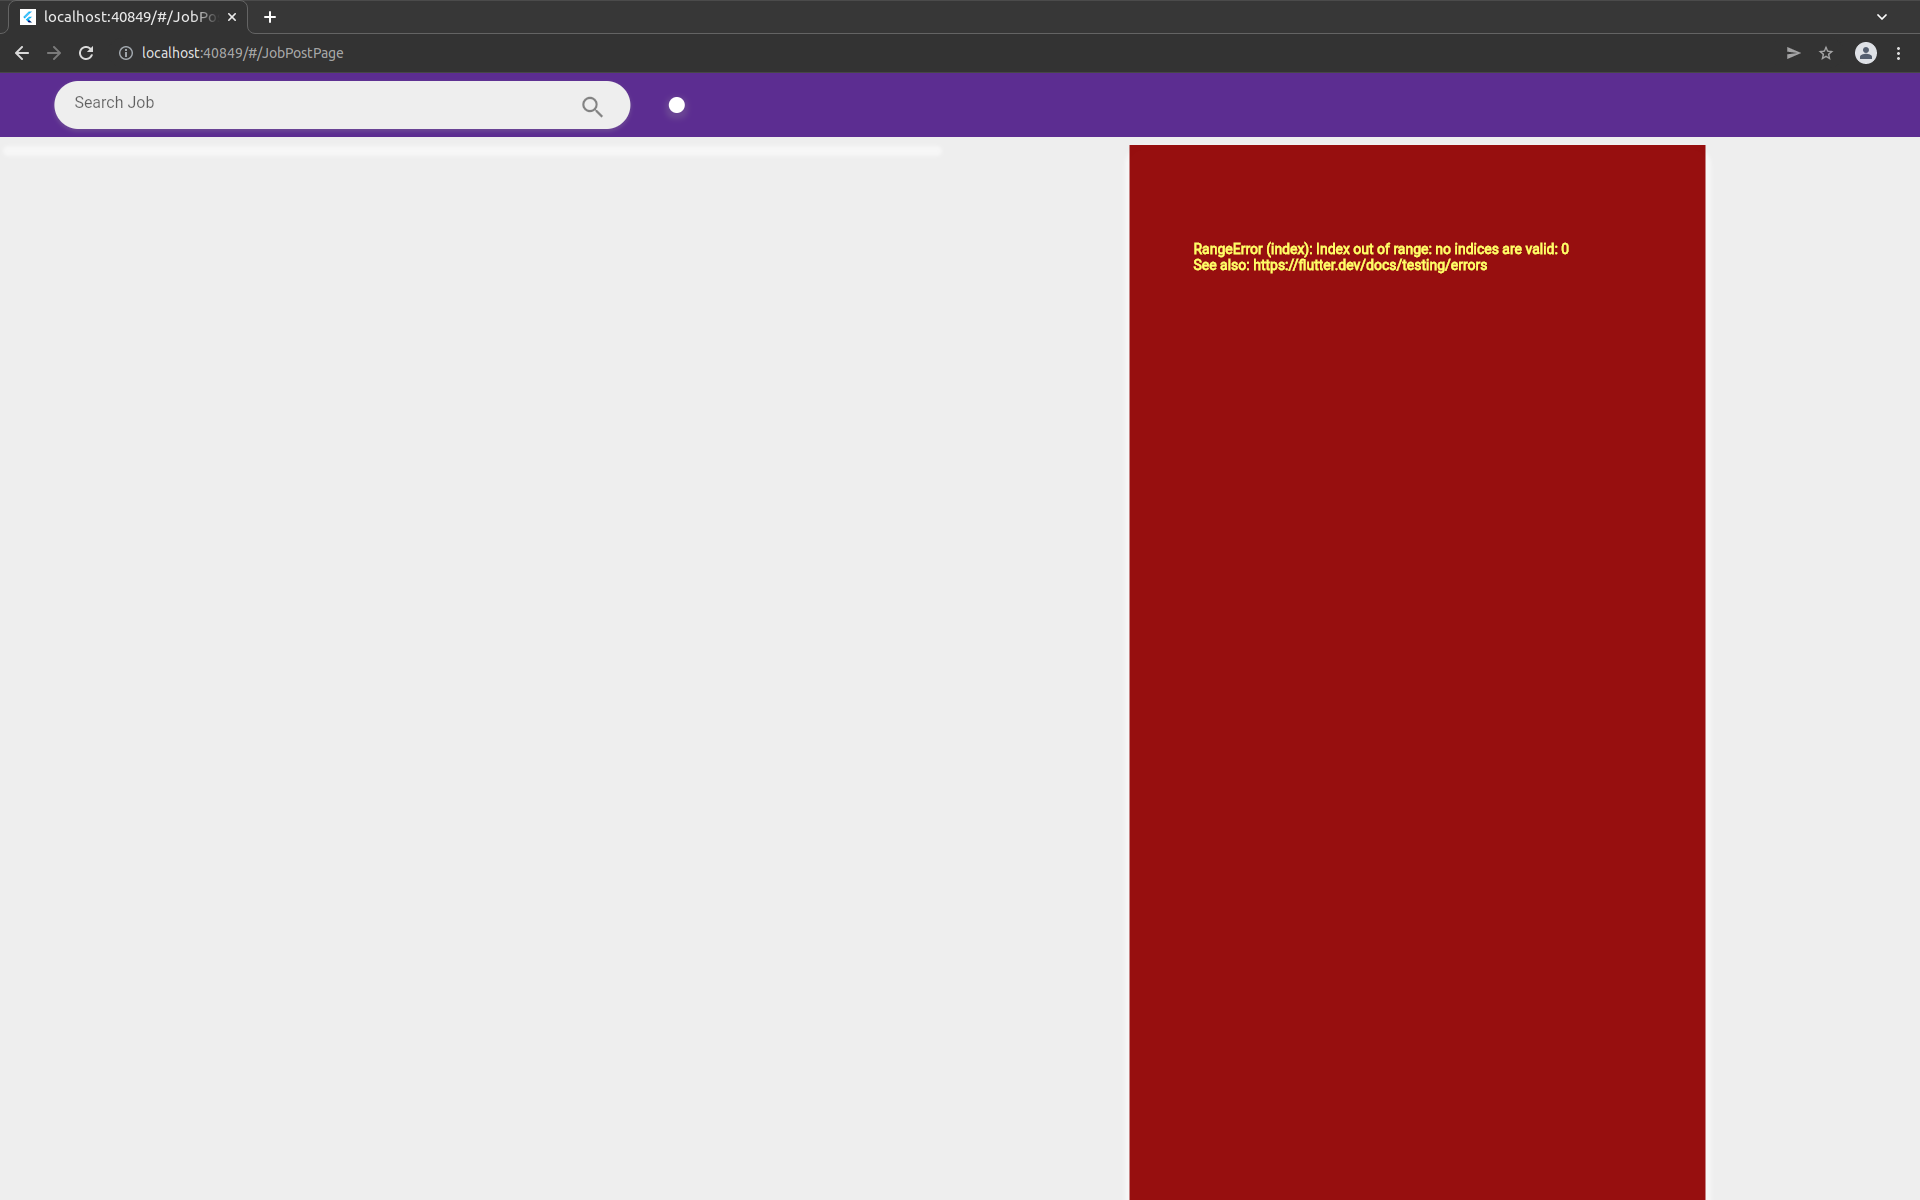 localhost:40849/#/JobPo
localhost:40849/#/JobPostPage
Search Job
RangeError (index): Index out of range: no indices are valid: 0
See also: https://flutter.dev/docs/testing/errors